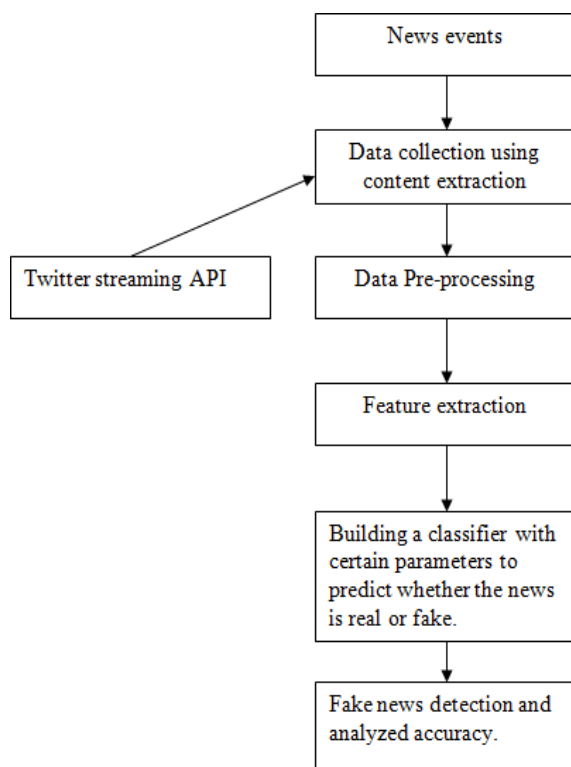 News events
Data collection using
content extraction
Twitter streaming API
Data Pre-processing
Feature extraction
Building a classifier with
certain parameters to
predict whether the news
is real or fake.
Fake news detection and
analyzed accuracy.